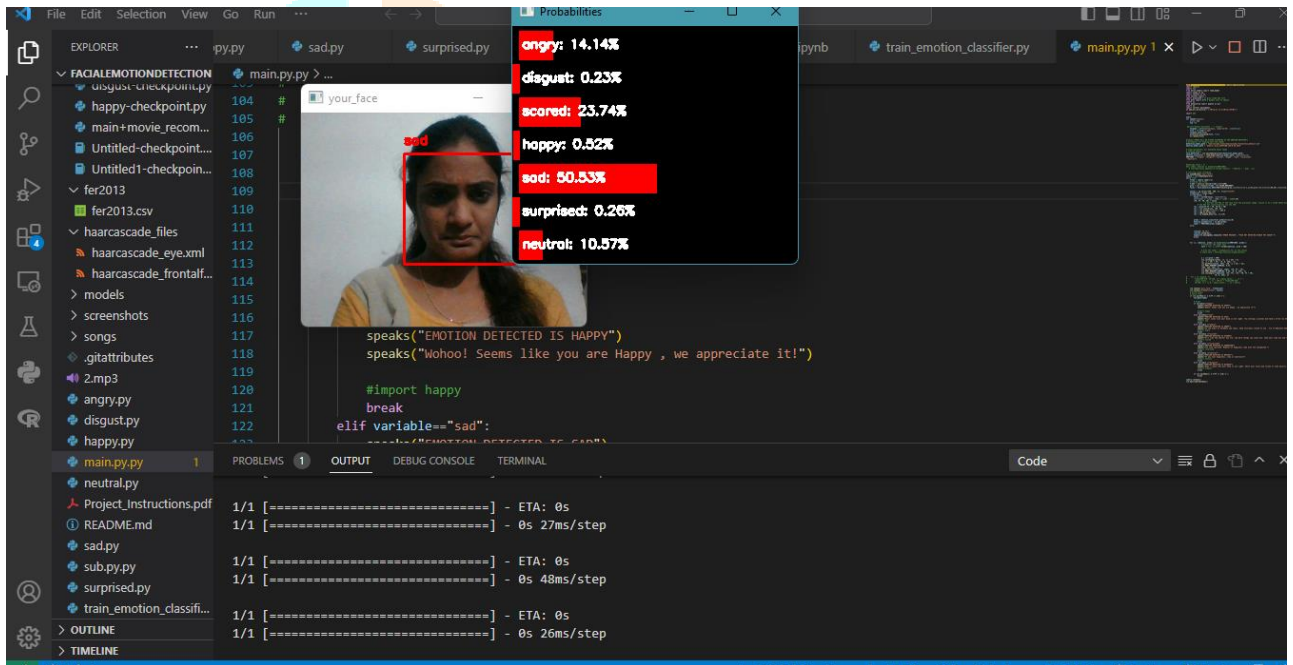 File Edit Selection View Go Run ...
EXPLORER
FACIALEMOTIONDETECTION
disgust-checkpoint.py
happy-checkpoint.py
main+movie_recom...
Untitled-checkpoint....
Untitled1-checkpoin...
fer2013
fer2013.csv
haarcascade_files
haarcascade_eye.xml
haarcascade_frontalf...
models
screenshots
songs
.gitattributes
2.mp3
angry.py
disgust.py
happy.py
main.py.py 1
neutral.py
Project_Instructions.pdf
README.md
sad.py
sub.py.py
surprised.py
train_emotion_classifi...
OUTLINE
TIMELINE
4
py.py sad.py surprised.py ipynb train_emotion_classifier.py main.py.py 1
main.py.py > ...
104 #
105 #
106
107
108
109
110
111
112
113
114
115
116
117 speaks("EMOTION DETECTED IS HAPPY")
118 speaks("Wohoo! Seems like you are Happy , we appreciate it!")
119
120 #import happy
121 break
122 elif variable=="sad":
your_face
sad
Probabilities
angry: 14.14%
disgust: 0.23%
scared: 23.74%
happy: 0.52%
sad: 50.53%
surprised: 0.26%
neutral: 10.57%
PROBLEMS 1 OUTPUT DEBUG CONSOLE TERMINAL Code
1/1 [==============================] - ETA: 0s
1/1 [==============================] - 0s 27ms/step
1/1 [==============================] - ETA: 0s
1/1 [==============================] - 0s 48ms/step
1/1 [==============================] - ETA: 0s
1/1 [==============================] - 0s 26ms/step